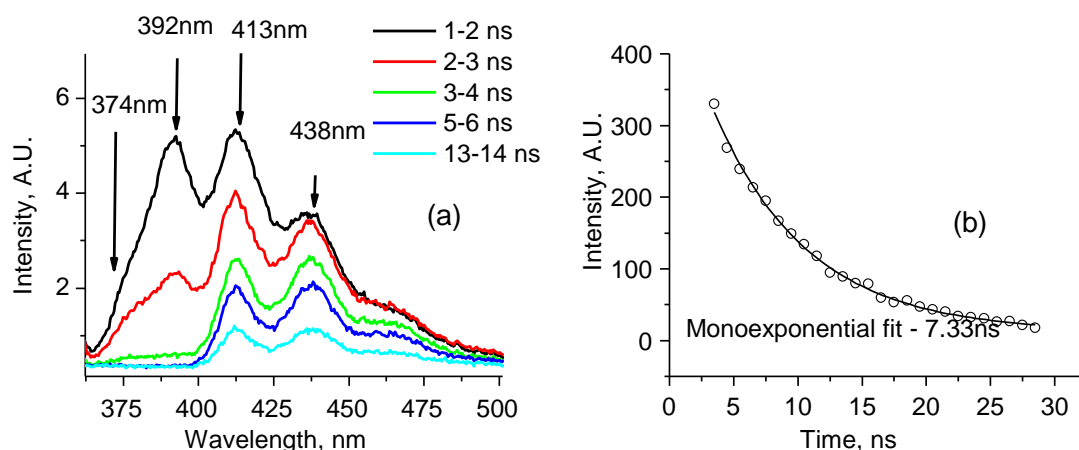 392nm
413nm
374nm
438nm
1-2 ns
2-3 ns
3-4 ns
5-6 ns
13-14 ns
(a)
Intensity, A.U.
6
4
2
375 400 425 450 475 500
Wavelength, nm
(b)
Intensity, A.U.
400
300
200
100
0
Monoexponential fit - 7.33ns
0 5 10 15 20 25 30
Time, ns